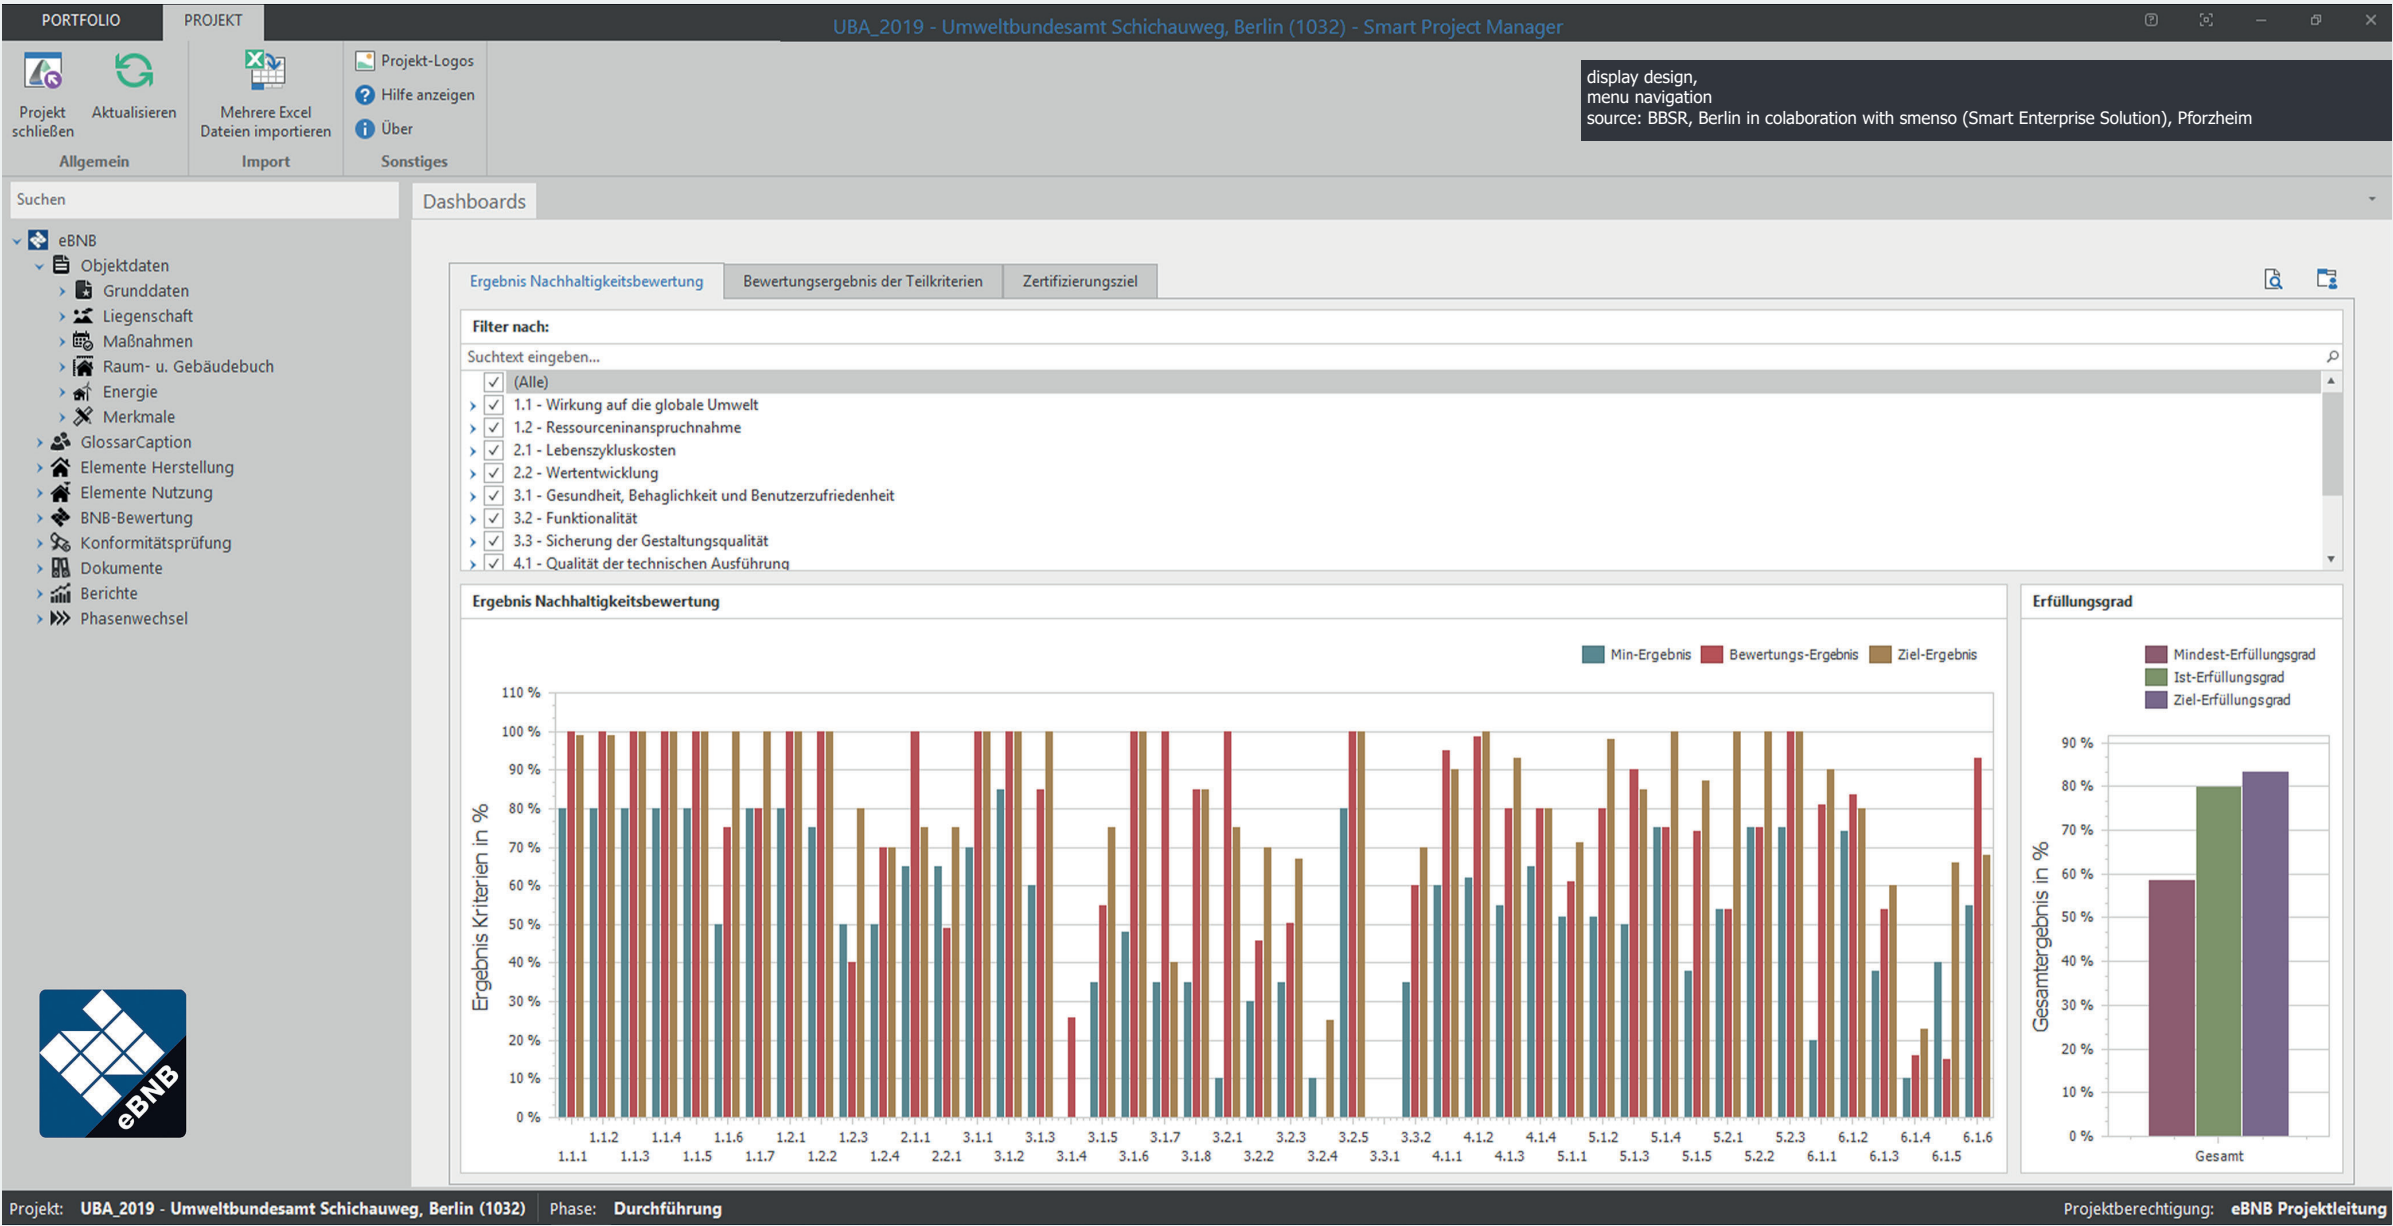 PORTFOLIO PROJEKT
UBA_2019 - Umweltbundesamt Schichauweg, Berlin (1032) - Smart Project Manager
Projekt schließen
Aktualisieren
Allgemein
Mehrere Excel
Dateien importieren
Import
Projekt-Logos
Hilfe anzeigen
Über
Sonstiges
display design,
menu navigation
source: BBSR, Berlin in colaboration with smenso (Smart Enterprise Solution), Pforzheim
Suchen
eBNB
Objektdaten
Grunddaten
Liegenschaft
Maßnahmen
Raum- u. Gebäudebuch
Energie
Merkmale
GlossarCaption
Elemente Herstellung
Elemente Nutzung
BNB-Bewertung
Konformitätsprüfung
Dokumente
Berichte
Phasenwechsel
eBNB
Dashboards
Ergebnis Nachhaltigkeitsbewertung Bewertungsergebnis der Teilkriterien Zertifizierungsziel
Filter nach:
Suchtext eingeben...
(Alle)
1.1 - Wirkung auf die globale Umwelt
1.2 - Ressourceninanspruchnahme
2.1 - Lebenszykluskosten
2.2 - Wertentwicklung
3.1 - Gesundheit, Behaglichkeit und Benutzerzufriedenheit
3.2 - Funktionalität
3.3 - Sicherung der Gestaltungsqualität
4.1 - Qualität der technischen Ausführung
Ergebnis Nachhaltigkeitsbewertung
Min-Ergebnis Bewertungs-Ergebnis Ziel-Ergebnis
Ergebnis Kriterien in %
110 %
100 %
90 %
80 %
70 %
60 %
50 %
40 %
30 %
20 %
10 %
0 %
1.1.2 1.1.4 1.1.6 1.2.1 1.2.3 2.1.1 3.1.1 3.1.3 3.1.5 3.1.7 3.2.1 3.2.3 3.2.5 3.3.2 4.1.2 4.1.4 5.1.2 5.1.4 5.2.1 5.2.3 6.1.2 6.1.4 6.1.6
1.1.1 1.1.3 1.1.5 1.1.7 1.2.2 1.2.4 2.2.1 3.1.2 3.1.4 3.1.6 3.1.8 3.2.2 3.2.4 3.3.1 4.1.1 4.1.3 5.1.1 5.1.3 5.1.5 5.2.2 6.1.1 6.1.3 6.1.5
Erfüllungsgrad
Mindest-Erfüllungsgrad
Ist-Erfüllungsgrad
Ziel-Erfüllungsgrad
Gesamtergebnis in %
90 %
80 %
70 %
60 %
50 %
40 %
30 %
20 %
10 %
0 %
Gesamt
Projekt: UBA_2019 - Umweltbundesamt Schichauweg, Berlin (1032) Phase: Durchführung
Projektberechtigung: eBNB Projektleitung